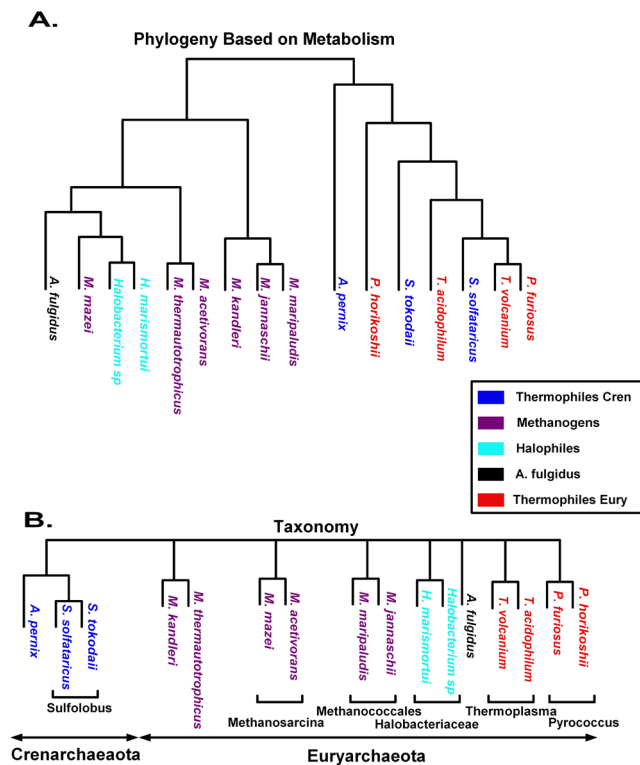 A.
Phylogeny Based on Metabolism
A. fulgidus
M. mazei
Halobacterium sp
H. marismortui
M. thermautotrophicus
M. acetivorans
M. kandleri
M. jannaschii
M. maripaludis
A. pernix
P. horikoshii
S. tokodaii
T. acidophilum
S. solfataricus
T. volcanium
P. furiosus
Thermophiles Cren
Methanogens
Halophiles
A. fulgidus
Thermophiles Eury
B.
Taxonomy
A. pernix
S. solfataricus
S. tokodaii
M. kandleri
M. thermautotrophicus
M. mazei
M. acetivorans
M. maripaludis
M. jannaschii
H. marismortui
Halobacterium sp
A. fulgidus
T. volcanium
T. acidophilum
P. furiosus
P. horikoshii
Sulfolobus
Methanosarcina
Methanococcales
Halobacteriaceae
Thermoplasma
Pyrococcus
Crenarchaeaota
Euryarchaeota